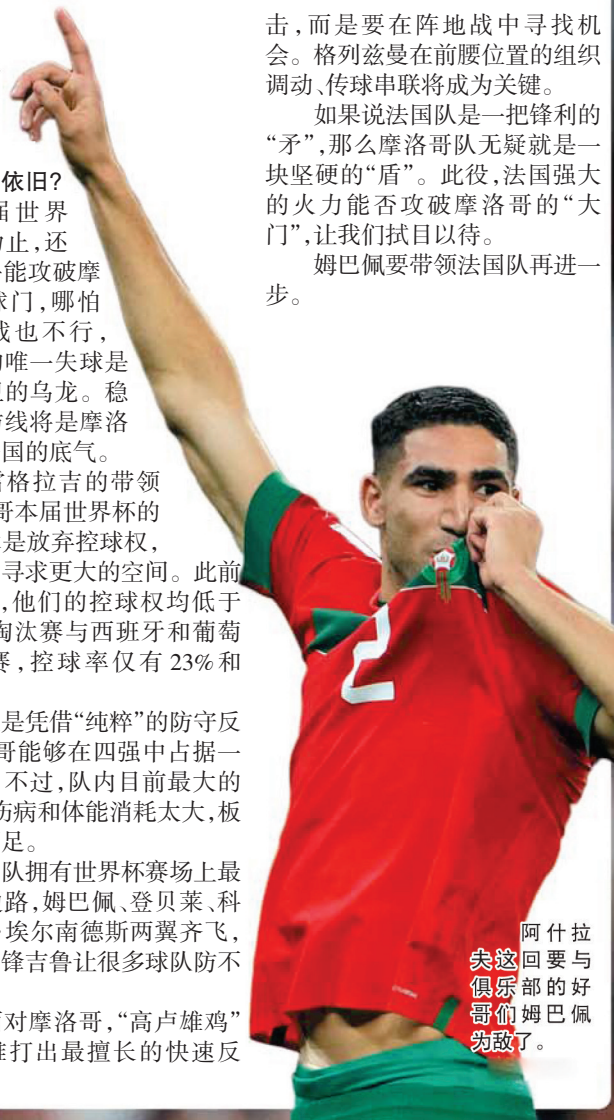 依旧?
届世界
止,还
能攻破摩
球门,哪怕
战也不行,
的唯一失球是
的乌龙。稳
防线将是摩洛
国的底气。
雷格拉吉的带领
哥本届世界杯的
是放弃控球权,
寻求更大的空间。此前
,他们的控球权均低于
淘汰赛与西班牙和葡萄
赛,控球率仅有23%和
是凭借“纯粹”的防守反
哥能够在四强中占据一
。不过,队内目前最大的
伤病和体能消耗太大,板
足。
队拥有世界杯赛场上最
边路,姆巴佩、登贝莱、科
·埃尔南德斯两翼齐飞,
锋吉鲁让很多球队防不
对摩洛哥,“高卢雄鸡”
难打出最擅长的快速反
击,而是要在阵地战中寻找机
会。格列兹曼在前腰位置的组织
调动、传球串联将成为关键。
如果说法国队是一把锋利的
“矛”,那么摩洛哥队无疑就是一
块坚硬的“盾”。此役,法国强大
的火力能否攻破摩洛哥的“大
门”,让我们拭目以待。
姆巴佩要带领法国队再进一
步。
2
阿什拉
夫这回要与
俱乐部的好
哥们姆巴佩
为敌了。